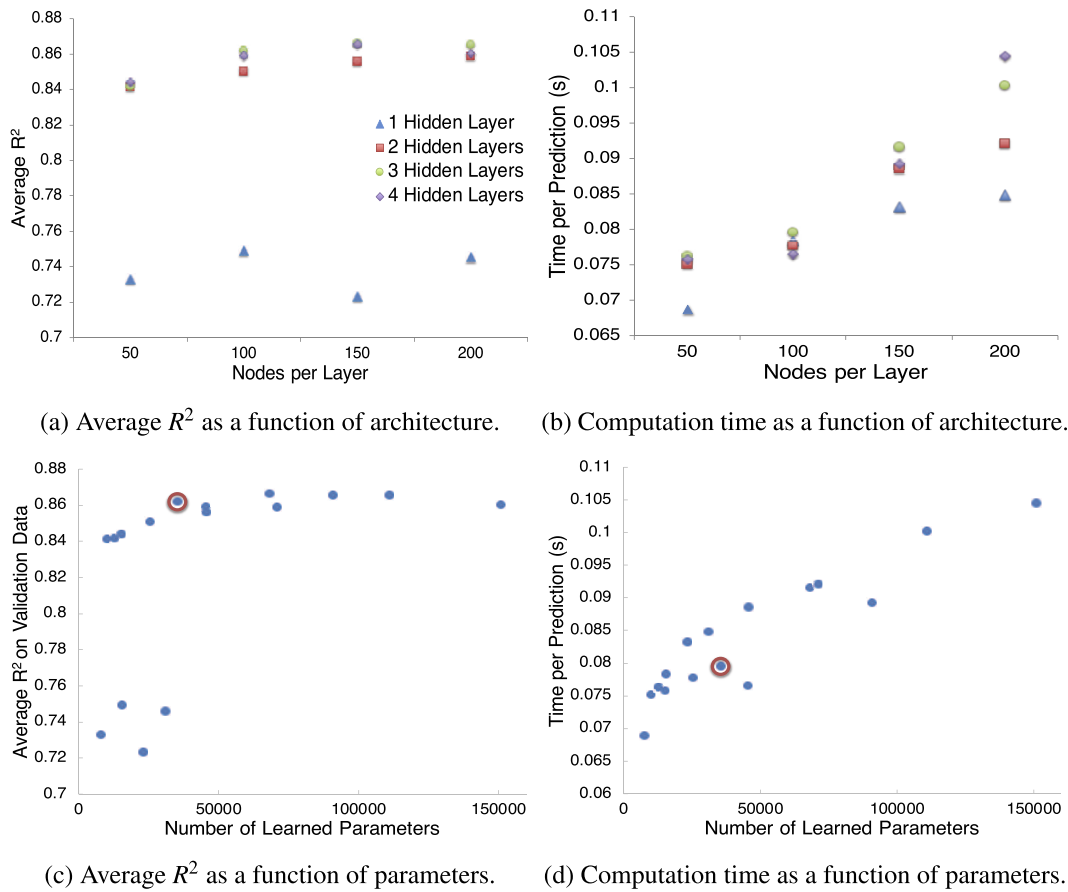 0.88
0.86
0.84
0.82
0.8
0.78
0.76
0.74
0.72
0.7
Average R²
50 100 150 200
Nodes per Layer
1 Hidden Layer
2 Hidden Layers
3 Hidden Layers
4 Hidden Layers
0.11
0.105
0.1
0.095
0.09
0.085
0.08
0.075
0.07
0.065
Time per Prediction (s)
50 100 150 200
Nodes per Layer
(a) Average R² as a function of architecture.
(b) Computation time as a function of architecture.
0.88
0.86
0.84
0.82
0.8
0.78
0.76
0.74
0.72
0.7
Average R² on Validation Data
0 50000 100000 150000
Number of Learned Parameters
0.11
0.105
0.1
0.095
0.09
0.085
0.08
0.075
0.07
0.065
0.06
Time per Prediction (s)
0 50000 100000 150000
Number of Learned Parameters
(c) Average R² as a function of parameters.
(d) Computation time as a function of parameters.